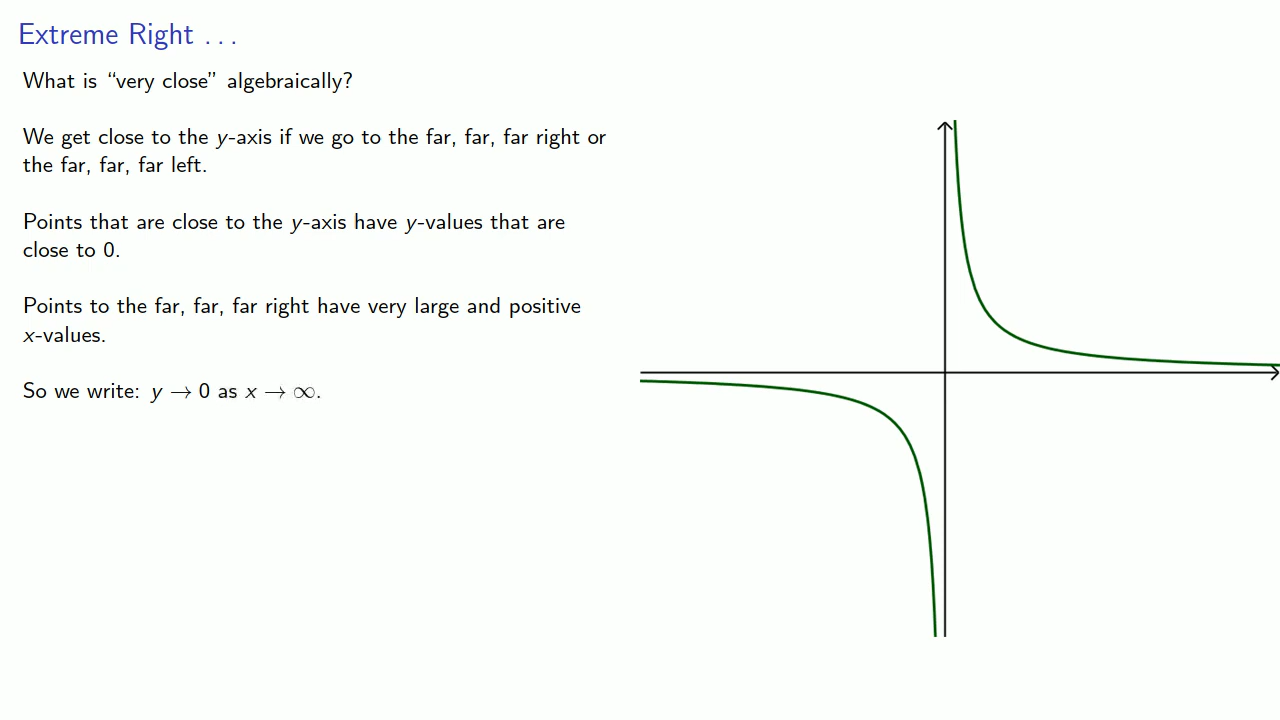 Extreme Right . . .
What is “very close” algebraically?
We get close to the y-axis if we go to the far, far, far right or
the far, far, far left.
Points that are close to the y-axis have y-values that are
close to 0.
Points to the far, far, far right have very large and positive
x-values.
So we write: y → 0 as x → ∞.